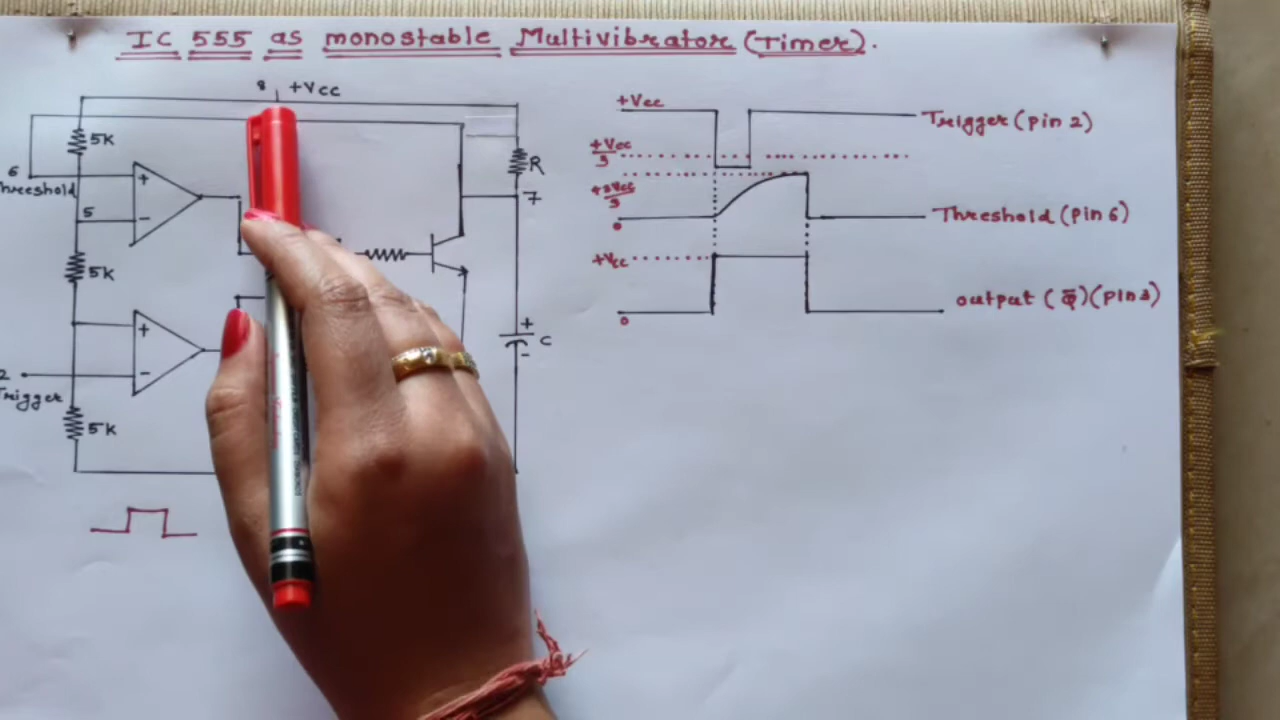 IC 555 as monostable Multivibrator (Timer).
8 +Vcc
5K
6
Threshold
+
5
-
5K
+
2
-
Trigger
5K
R
7
+
C
-
+Vcc
Trigger (pin 2)
+Vcc/3
+2Vcc/3
0
Threshold (pin 6)
+Vcc
output (Q̅) (pin 3)
0